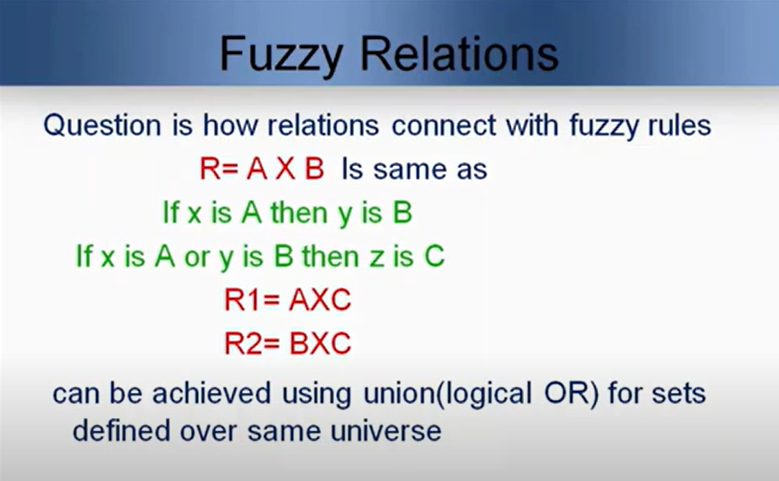 Fuzzy Relations
Question is how relations connect with fuzzy rules
R= A X B Is same as
If x is A then y is B
If x is A or y is B then z is C
R1= AXC
R2= BXC
can be achieved using union(logical OR) for sets
defined over same universe